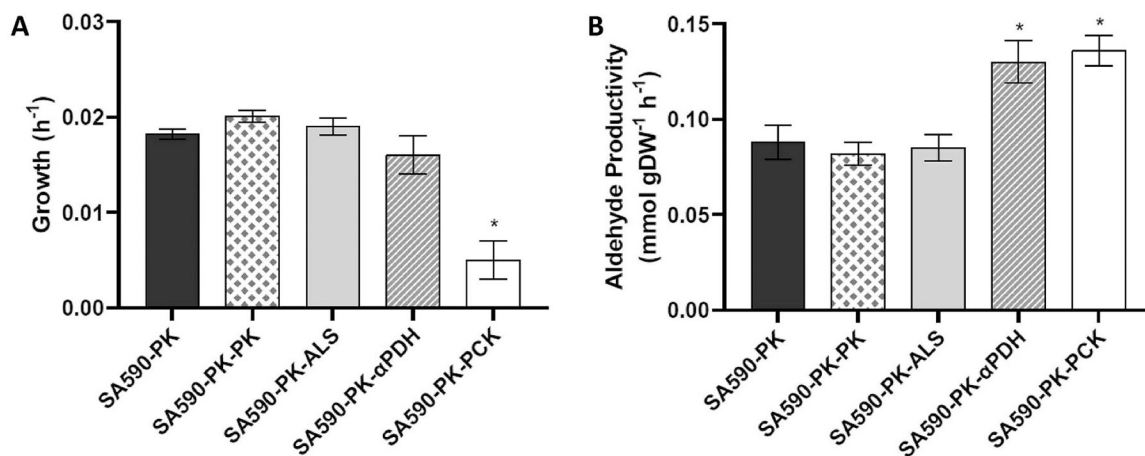 A
Growth (h⁻¹)
0.03
0.02
0.01
0.00
*
SA590-PK
SA590-PK-PK
SA590-PK-ALS
SA590-PK-αPDH
SA590-PK-PCK
B
Aldehyde Productivity
(mmol gDW⁻¹ h⁻¹)
0.15
0.10
0.05
0.00
*
*
SA590-PK
SA590-PK-PK
SA590-PK-ALS
SA590-PK-αPDH
SA590-PK-PCK